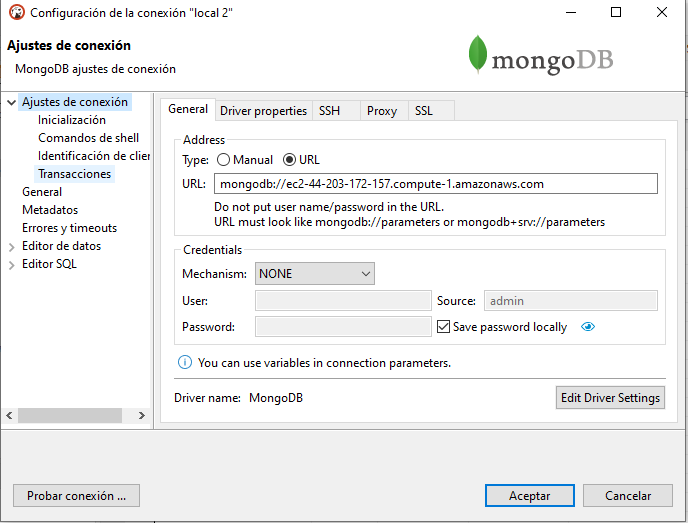 Configuración de la conexión "local 2"
Ajustes de conexión
MongoDB ajustes de conexión
mongoDB
Ajustes de conexión
Inicialización
Comandos de shell
Identificación de clier
Transacciones
General
Metadatos
Errores y timeouts
Editor de datos
Editor SQL
General Driver properties SSH Proxy SSL
Address
Type: Manual URL
URL: mongodb://ec2-44-203-172-157.compute-1.amazonaws.com
Do not put user name/password in the URL.
URL must look like mongodb://parameters or mongodb+srv://parameters
Credentials
Mechanism: NONE
User: Source: admin
Password: Save password locally
You can use variables in connection parameters.
Driver name: MongoDB Edit Driver Settings
Probar conexión ... Aceptar Cancelar